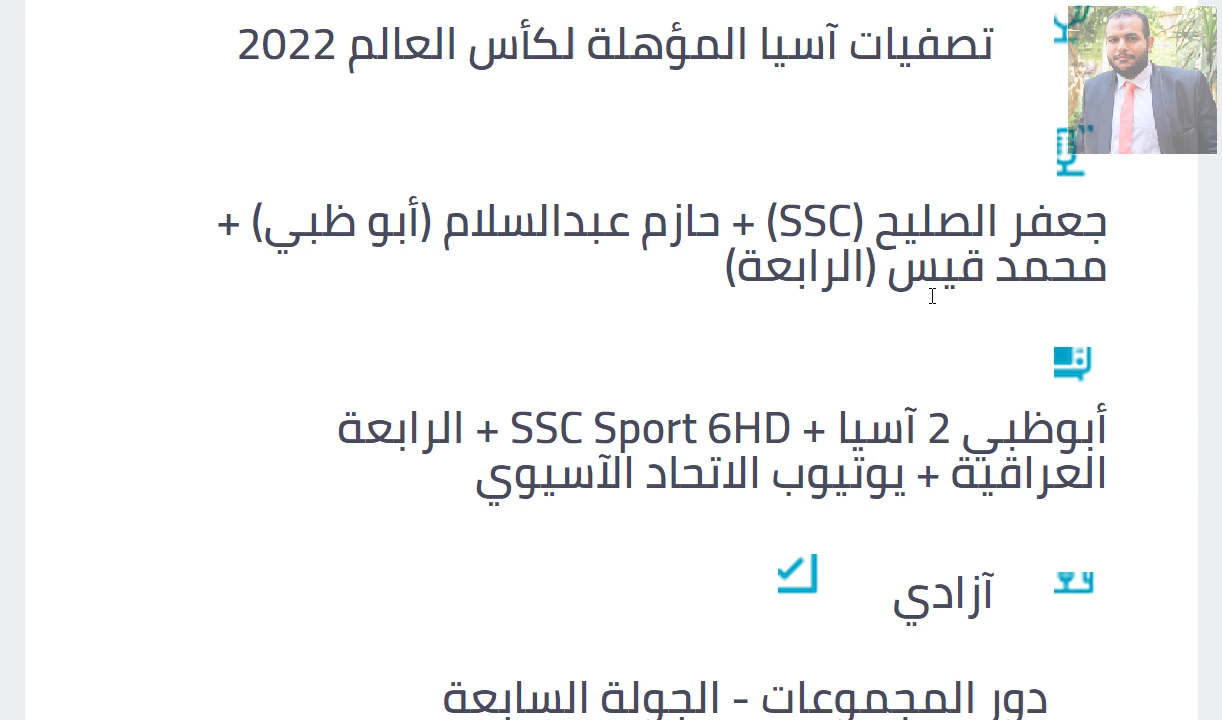 تصفيات آسيا المؤهلة لكأس العالم 2022
جعفر الصليح (SSC) + حازم عبدالسلام (أبو ظبي) +
محمد قيس (الرابعة)
أبوظبي 2 آسيا + SSC Sport 6HD + الرابعة
العراقية + يوتيوب الاتحاد الآسيوي
آزادي
دور المجموعات - الجولة السابعة